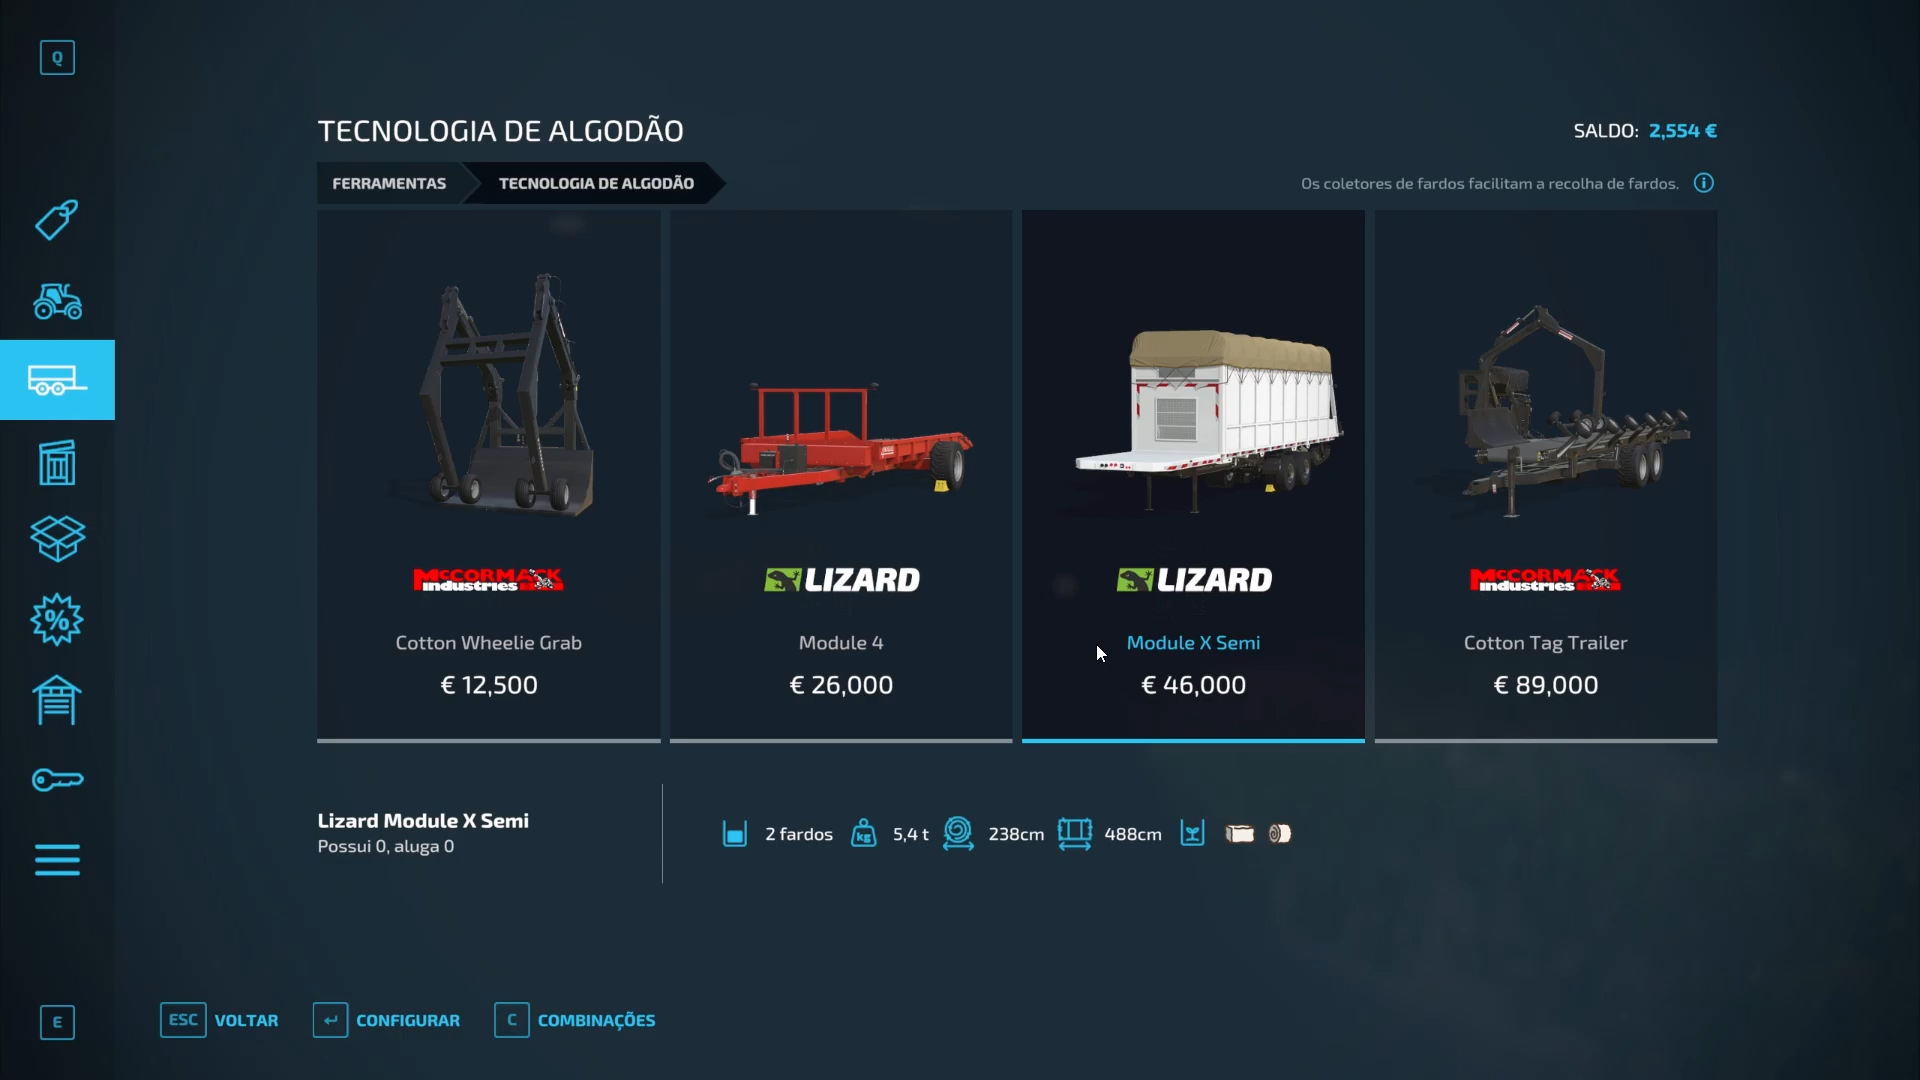 Q
TECNOLOGIA DE ALGODÃO
SALDO: 2,554 €
FERRAMENTAS
TECNOLOGIA DE ALGODÃO
Os coletores de fardos facilitam a recolha de fardos.
McCORMACK
industries
LIZARD
LIZARD
McCORMACK
industries
Cotton Wheelie Grab
Module 4
Module X Semi
Cotton Tag Trailer
€ 12,500
€ 26,000
€ 46,000
€ 89,000
Lizard Module X Semi
Possui 0, aluga 0
kg
2 fardos
5,4 t
238cm
488cm
%
E
ESC VOLTAR
CONFIGURAR
C COMBINAÇÕES